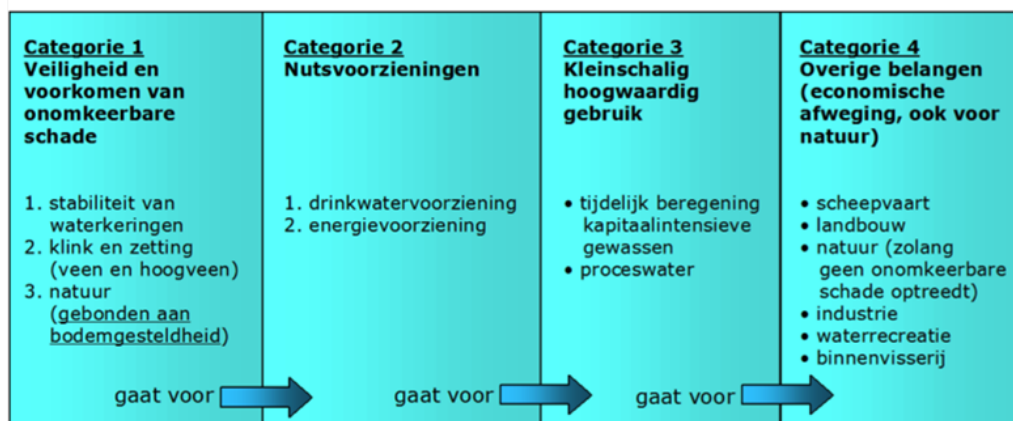 Categorie 1
Veiligheid en
voorkomen van
onomkeerbare
schade
1. stabiliteit van
waterkeringen
2. klink en zetting
(veen en hoogveen)
3. natuur
(gebonden aan
bodemgesteldheid)
gaat voor
Categorie 2
Nutsvoorzieningen
1. drinkwatervoorziening
2. energievoorziening
gaat voor
Categorie 3
Kleinschalig
hoogwaardig
gebruik
• tijdelijk beregening
kapitaalintensieve
gewassen
• proceswater
gaat voor
Categorie 4
Overige belangen
(economische
afweging, ook voor
natuur)
• scheepvaart
• landbouw
• natuur (zolang
geen onomkeerbare
schade optreedt)
• industrie
• waterrecreatie
• binnenvisserij